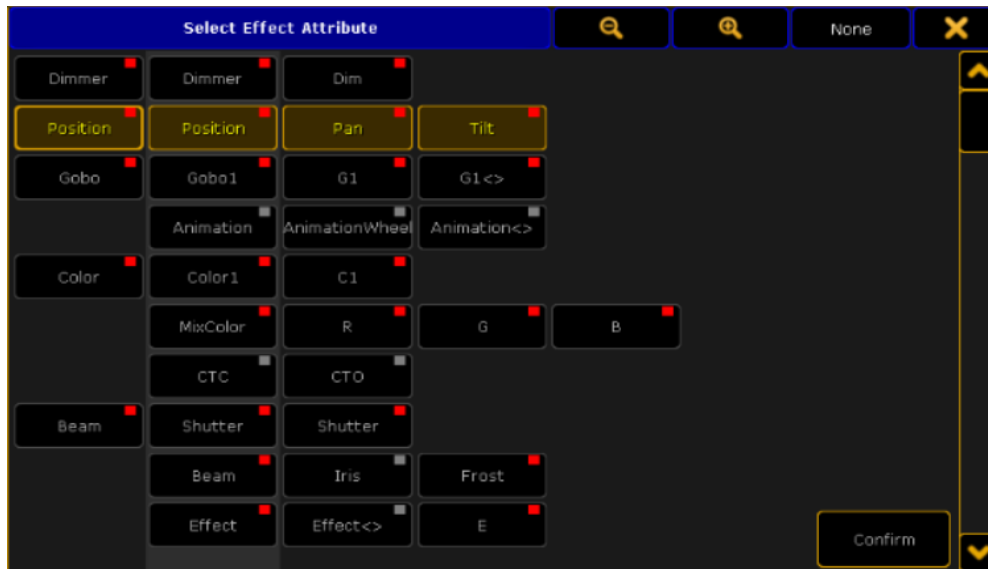 Select Effect Attribute None
Dimmer Dimmer Dim
Position Position Pan Tilt
Gobo Gobo1 G1 G1<>
Animation AnimationWheel Animation<>
Color Color1 C1
MixColor R G B
CTC CTO
Beam Shutter Shutter
Beam Iris Frost
Effect Effect<> E
Confirm